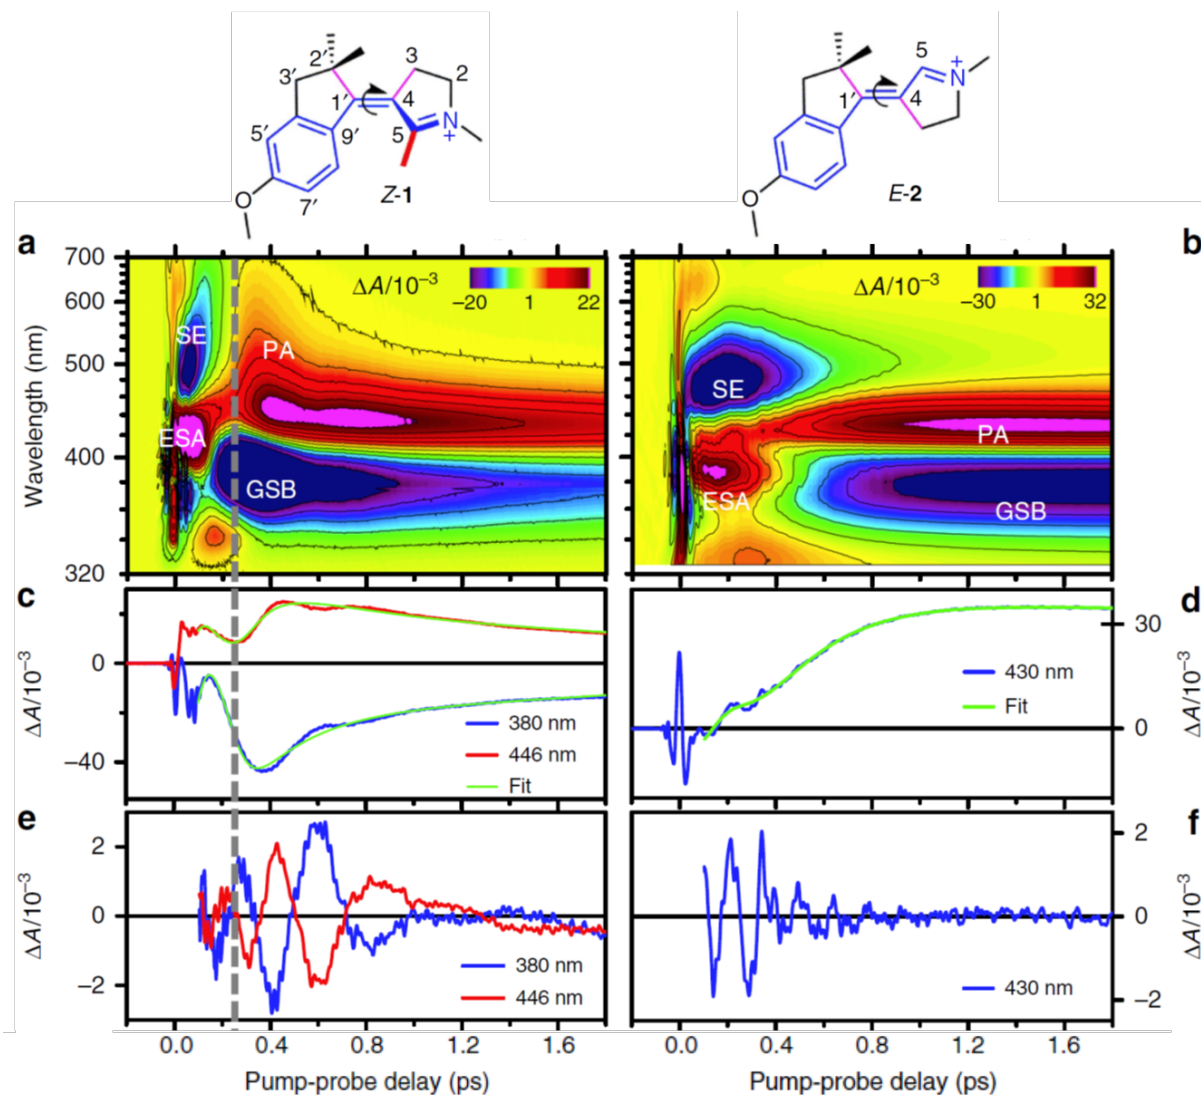 2′
3′
3
2
1′
4
5′
9′
5
N
+
O
7′
Z-1
5
+
N
1′
4
O
E-2
a
b
700
600
500
400
320
Wavelength (nm)
ΔA/10⁻³
−20 1 22
SE
PA
ESA
GSB
ΔA/10⁻³
−30 1 32
SE
PA
ESA
GSB
c
0
−40
ΔA/10⁻³
380 nm
446 nm
Fit
d
30
0
ΔA/10⁻³
430 nm
Fit
e
2
0
−2
ΔA/10⁻³
380 nm
446 nm
f
2
0
−2
ΔA/10⁻³
430 nm
0.0 0.4 0.8 1.2 1.6
Pump-probe delay (ps)
0.0 0.4 0.8 1.2 1.6
Pump-probe delay (ps)